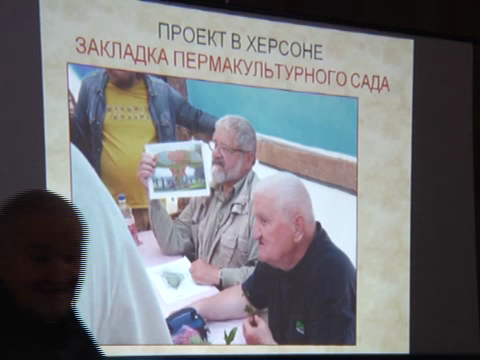 ПРОЕКТ В ХЕРСОНЕ
ЗАКЛАДКА ПЕРМАКУЛЬТУРНОГО САДА